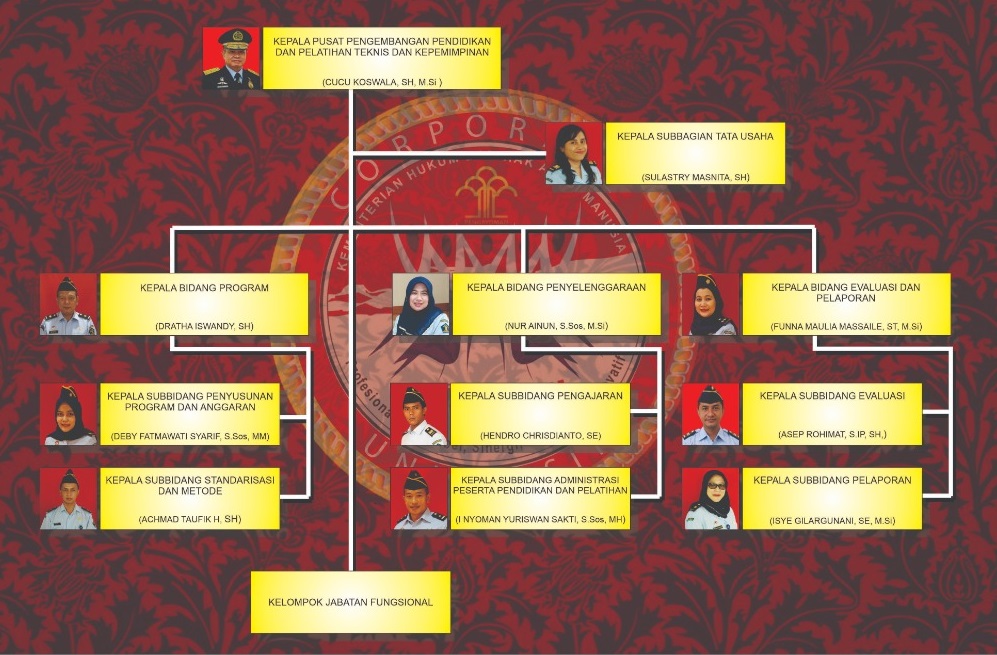 KEPALA PUSAT PENGEMBANGAN PENDIDIKAN
DAN PELATIHAN TEKNIS DAN KEPEMIMPINAN
(CUCU KOSWALA, SH, M.Si )
KEPALA SUBBAGIAN TATA USAHA
(SULASTRY MASNITA, SH)
KEPALA BIDANG PROGRAM
(DRATHA ISWANDY, SH)
KEPALA BIDANG PENYELENGGARAAN
(NUR AINUN, S.Sos, M.Si)
KEPALA BIDANG EVALUASI DAN
PELAPORAN
(FUNNA MAULIA MASSAILE, ST, M.Si)
KEPALA SUBBIDANG PENYUSUNAN
PROGRAM DAN ANGGARAN
(DEBY FATMAWATI SYARIF, S.Sos, MM)
KEPALA SUBBIDANG PENGAJARAN
(HENDRO CHRISDIANTO, SE)
KEPALA SUBBIDANG EVALUASI
(ASEP ROHIMAT, S.IP, SH,)
KEPALA SUBBIDANG STANDARISASI
DAN METODE
(ACHMAD TAUFIK H, SH)
KEPALA SUBBIDANG ADMINISTRASI
PESERTA PENDIDIKAN DAN PELATIHAN
(I NYOMAN YURISWAN SAKTI, S.Sos, MH)
KEPALA SUBBIDANG PELAPORAN
(ISYE GILARGUNANI, SE, M.Si)
KELOMPOK JABATAN FUNGSIONAL